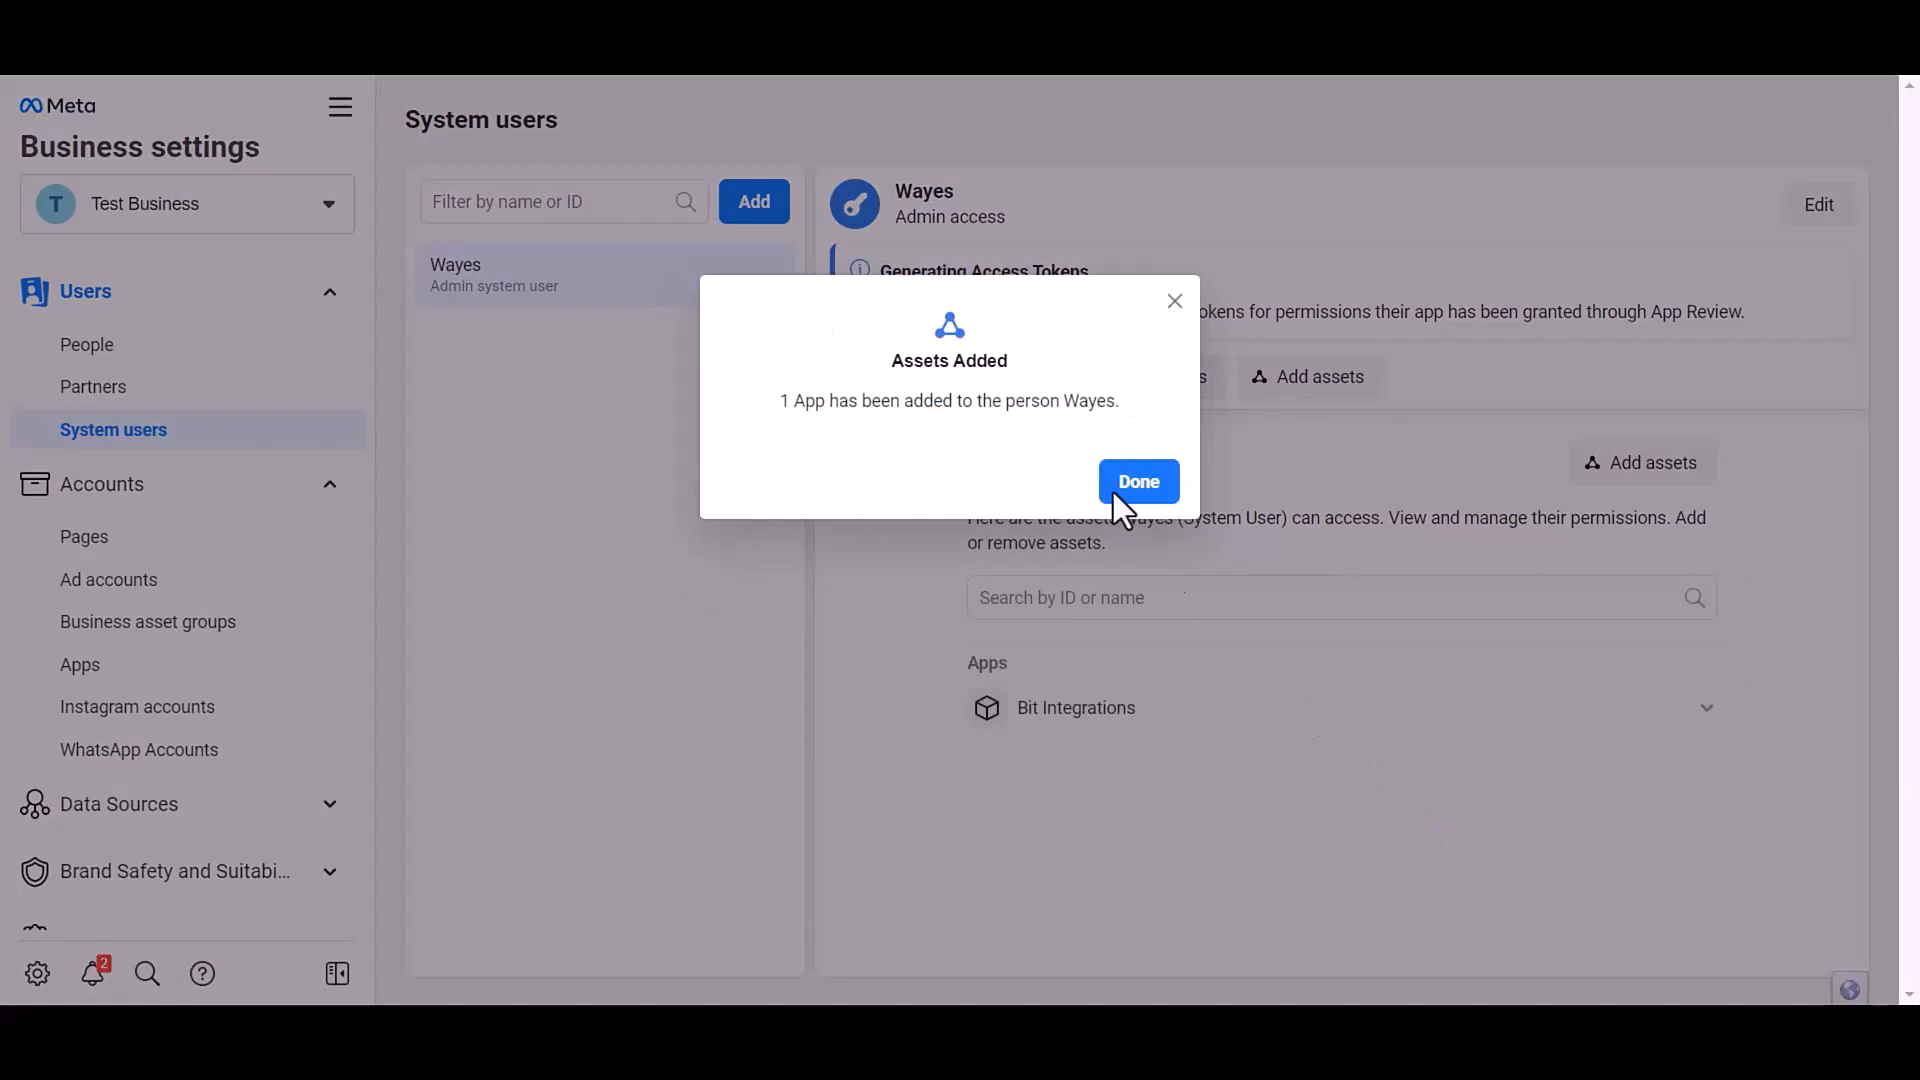 Meta
Business settings
T Test Business
Users
People
Partners
System users
Accounts
Pages
Ad accounts
Business asset groups
Apps
Instagram accounts
WhatsApp Accounts
Data Sources
Brand Safety and Suitabi...
2
System users
Filter by name or ID
Add
Wayes
Admin system user
Wayes
Admin access
Edit
Generating Access Tokens
okens for permissions their app has been granted through App Review.
s
Add assets
Assets Added
1 App has been added to the person Wayes.
Done
Add assets
Here are the assets Wayes (System User) can access. View and manage their permissions. Add
or remove assets.
Search by ID or name
Apps
Bit Integrations